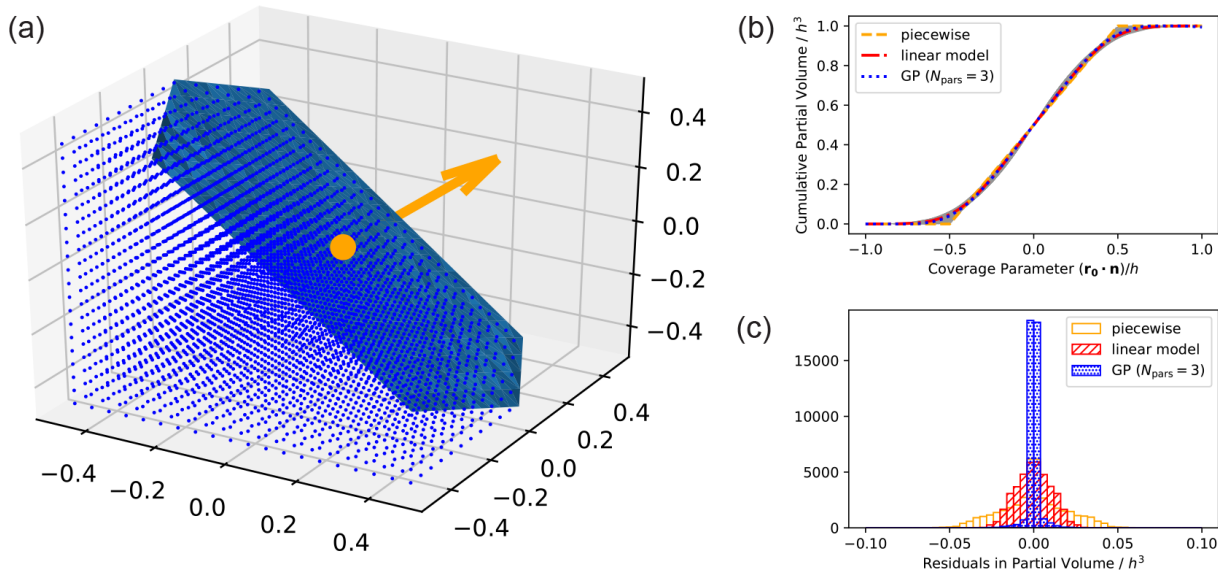 (a)
0.4
0.2
0.0
−0.2
−0.4
0.4
0.2
0.0
−0.2
−0.4
−0.4
−0.2
0.0
0.2
0.4
(b)
Cumulative Partial Volume / h³
1.0
0.8
0.6
0.4
0.2
0.0
piecewise
linear model
GP (N_pars = 3)
−1.0 −0.5 0.0 0.5 1.0
Coverage Parameter (r₀ · n)/h
(c)
15000
10000
5000
0
piecewise
linear model
GP (N_pars = 3)
−0.10 −0.05 0.00 0.05 0.10
Residuals in Partial Volume / h³